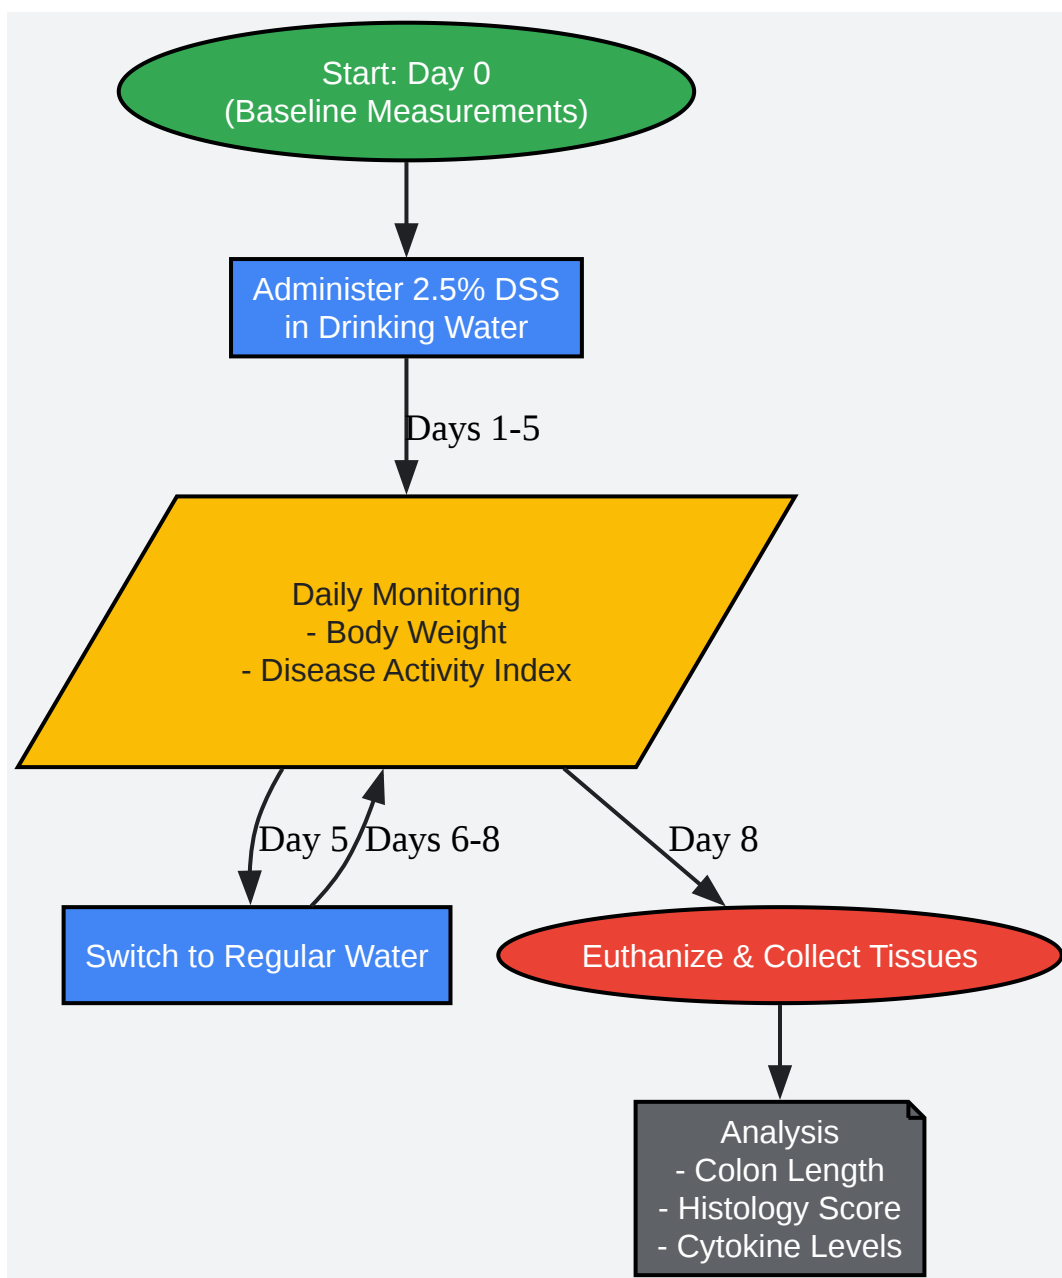 Start: Day 0
(Baseline Measurements)
Administer 2.5% DSS
in Drinking Water
Days 1-5
Daily Monitoring
- Body Weight
- Disease Activity Index
Day 5
Days 6-8
Day 8
Switch to Regular Water
Euthanize & Collect Tissues
Analysis
- Colon Length
- Histology Score
- Cytokine Levels